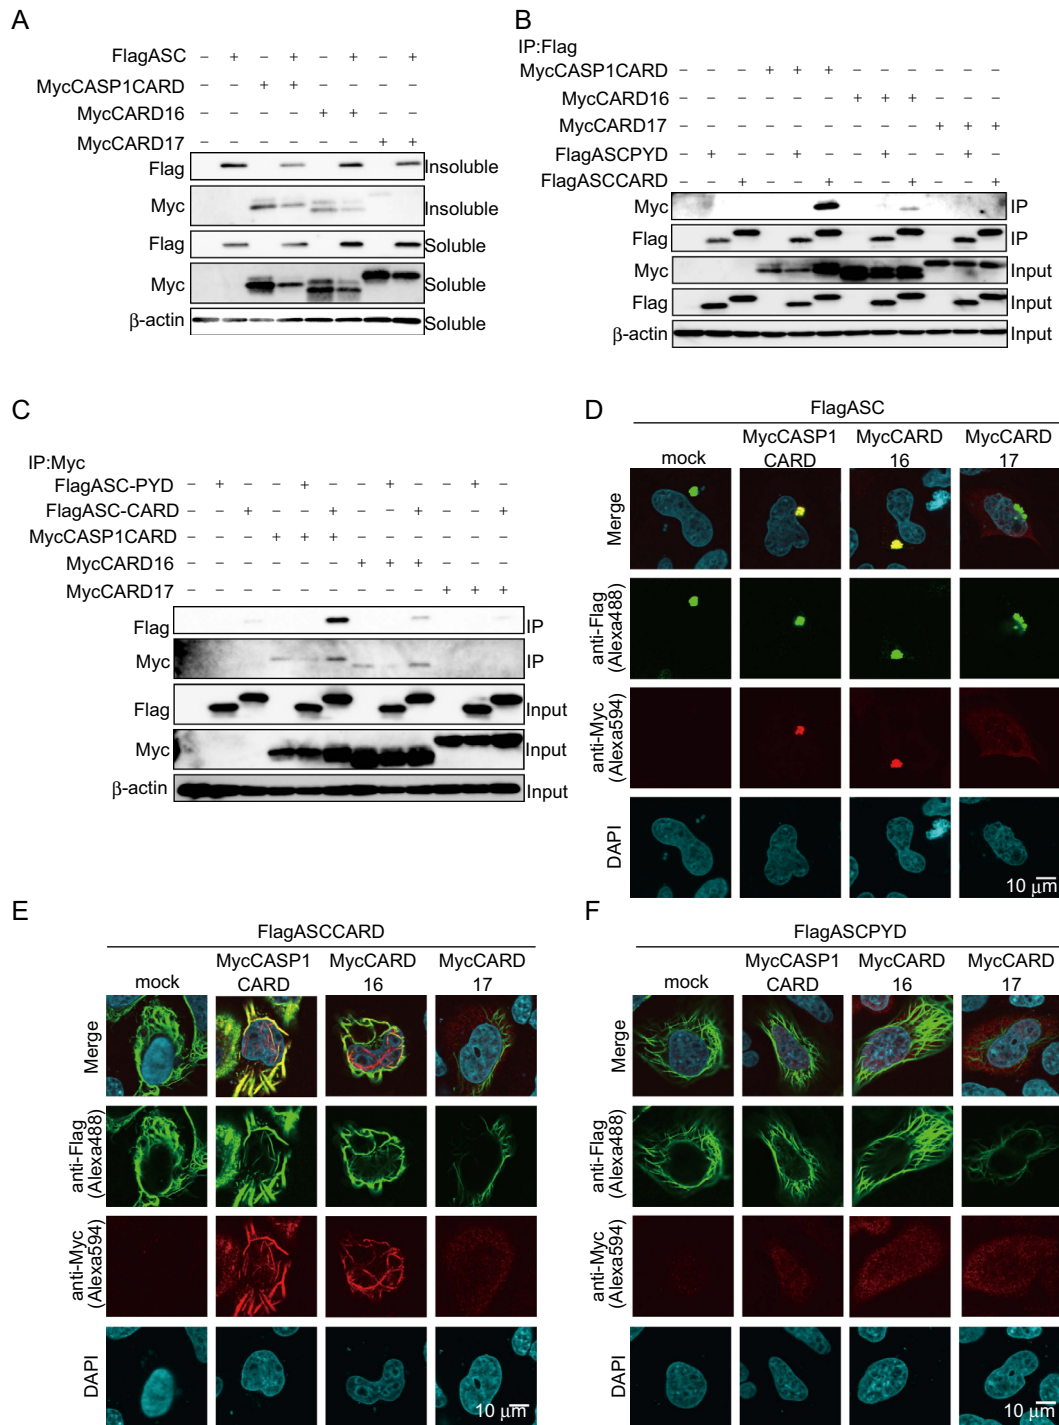 A
FlagASC − + − + − + − +
MycCASP1CARD − − + + − − − −
MycCARD16 − − − − + + − −
MycCARD17 − − − − − − + +
Flag Insoluble
Myc Insoluble
Flag Soluble
Myc Soluble
β-actin Soluble
B
IP:Flag
MycCASP1CARD − − − + + + − − − − − −
MycCARD16 − − − − − − + + + − − −
MycCARD17 − − − − − − − − − + + +
FlagASCPYD − + − − + − − + − − + −
FlagASCCARD − − + − − + − − + − − +
Myc IP
Flag IP
Myc Input
Flag Input
β-actin Input
C
IP:Myc
FlagASC-PYD − + − − + − − + − − + −
FlagASC-CARD − − + − − + − − + − − +
MycCASP1CARD − − − + + + − − − − − −
MycCARD16 − − − − − − + + + − − −
MycCARD17 − − − − − − − − − + + +
Flag IP
Myc IP
Flag Input
Myc Input
β-actin Input
D
FlagASC
mock MycCASP1 CARD MycCARD 16 MycCARD 17
Merge
anti-Flag (Alexa488)
anti-Myc (Alexa594)
DAPI
10 μm
E
FlagASCCARD
mock MycCASP1 CARD MycCARD 16 MycCARD 17
Merge
anti-Flag (Alexa488)
anti-Myc (Alexa594)
DAPI
10 μm
F
FlagASCPYD
mock MycCASP1 CARD MycCARD 16 MycCARD 17
Merge
anti-Flag (Alexa488)
anti-Myc (Alexa594)
DAPI
10 μm